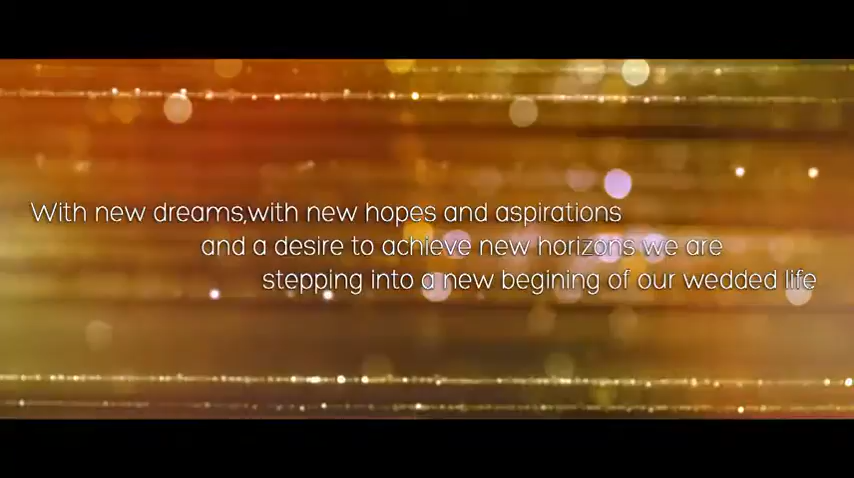 With new dreams,with new hopes and aspirations
and a desire to achieve new horizons we are
stepping into a new begining of our wedded life